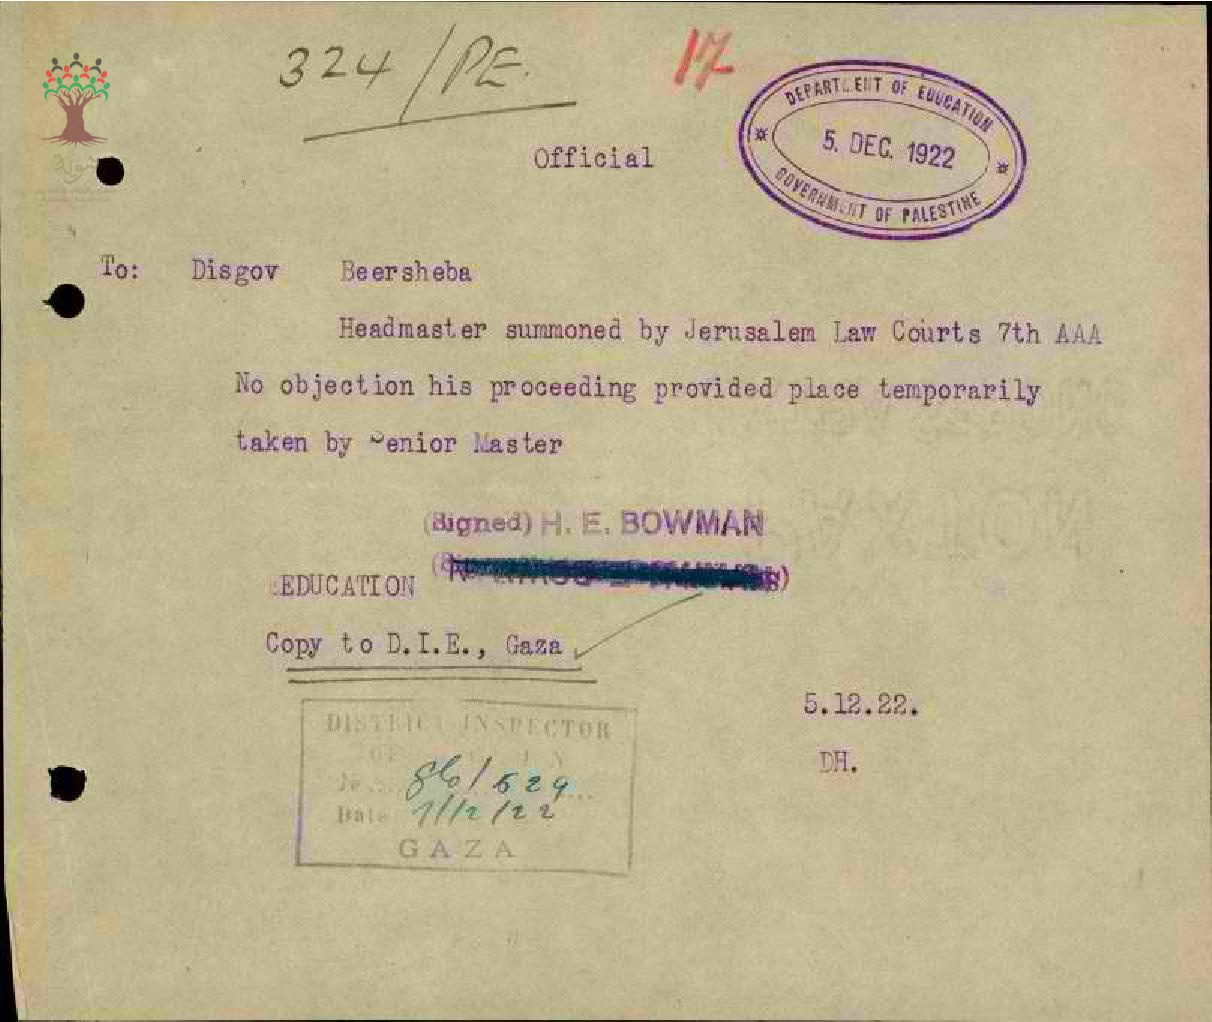 324/PE.
17
DEPARTMENT OF EDUCATION
5. DEC. 1922
GOVERNMENT OF PALESTINE
Official
To: Disgov Beersheba
Headmaster summoned by Jerusalem Law Courts 7th AAA
No objection his proceeding provided place temporarily
taken by Senior Master
(Signed) H. E. BOWMAN
EDUCATION
Copy to D.I.E., Gaza
5.12.22.
DH.
DISTRICT INSPECTOR
OF
No. 86/529
Date 7/12/22
GAZA